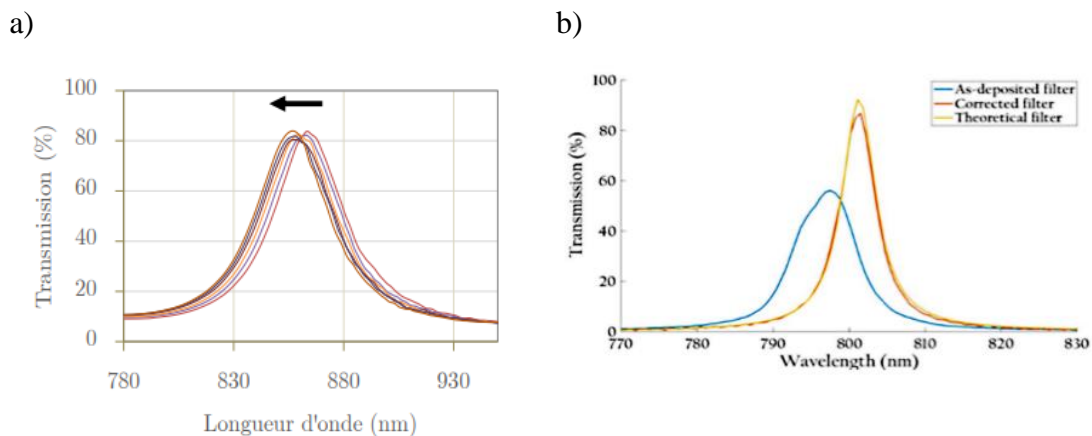 a)
b)
100
80
60
40
20
0
Transmission (%)
780
830
880
930
Longueur d'onde (nm)
100
80
60
40
20
0
Transmission (%)
As-deposited filter
Corrected filter
Theoretical filter
770
780
790
800
810
820
830
Wavelength (nm)